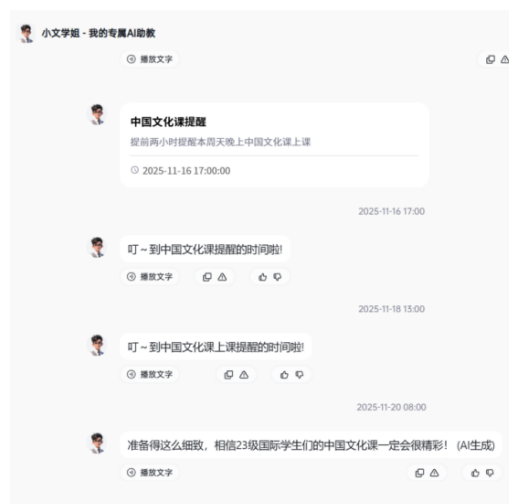 小文学姐 - 我的专属AI助教
播放文字
中国文化课提醒
提前两小时提醒本周天晚上中国文化课上课
2025-11-16 17:00:00
2025-11-16 17:00
叮～到中国文化课提醒的时间啦!
播放文字
2025-11-18 13:00
叮～到中国文化课上课提醒的时间啦!
播放文字
2025-11-20 08:00
准备得这么细致，相信23级国际学生们的中国文化课一定会很精彩！ (AI生成)
播放文字